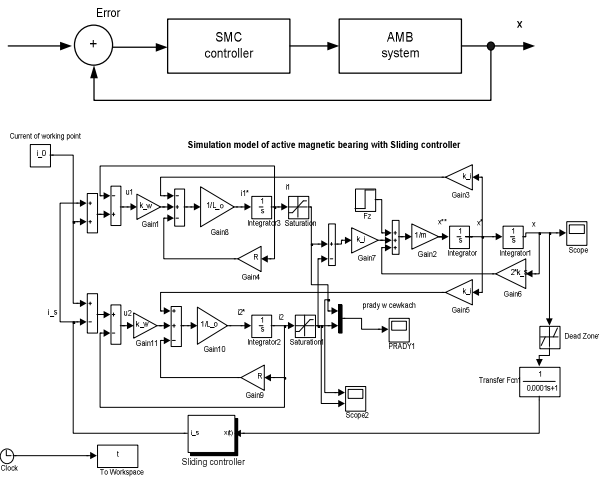 Error
x
+
SMC
controller
AMB
system
Simulation model of active magnetic bearing with Sliding controller
Current of working point
i_0
u1
k_w
Gain1
1/L_o
Gain8
i1*
1/s
Integrator3
i1
Saturation
k_i
Gain3
R
Gain4
Fz
k_i
Gain7
1/m
Gain2
x**
1/s
Integrator
x*
1/s
Integrator1
x
Scope
2*k_s
Gain6
k_i
Gain5
i_s
u2
k_w
Gain11
1/L_o
Gain10
I2*
1/s
Integrator2
I2
Saturation1
R
Gain9
prady w cewkach
PRADY1
Scope2
Dead Zone
Transfer Fcn1
1
0.0001s+1
i_s
x(t)
Sliding controller
Clock
t
To Workspace